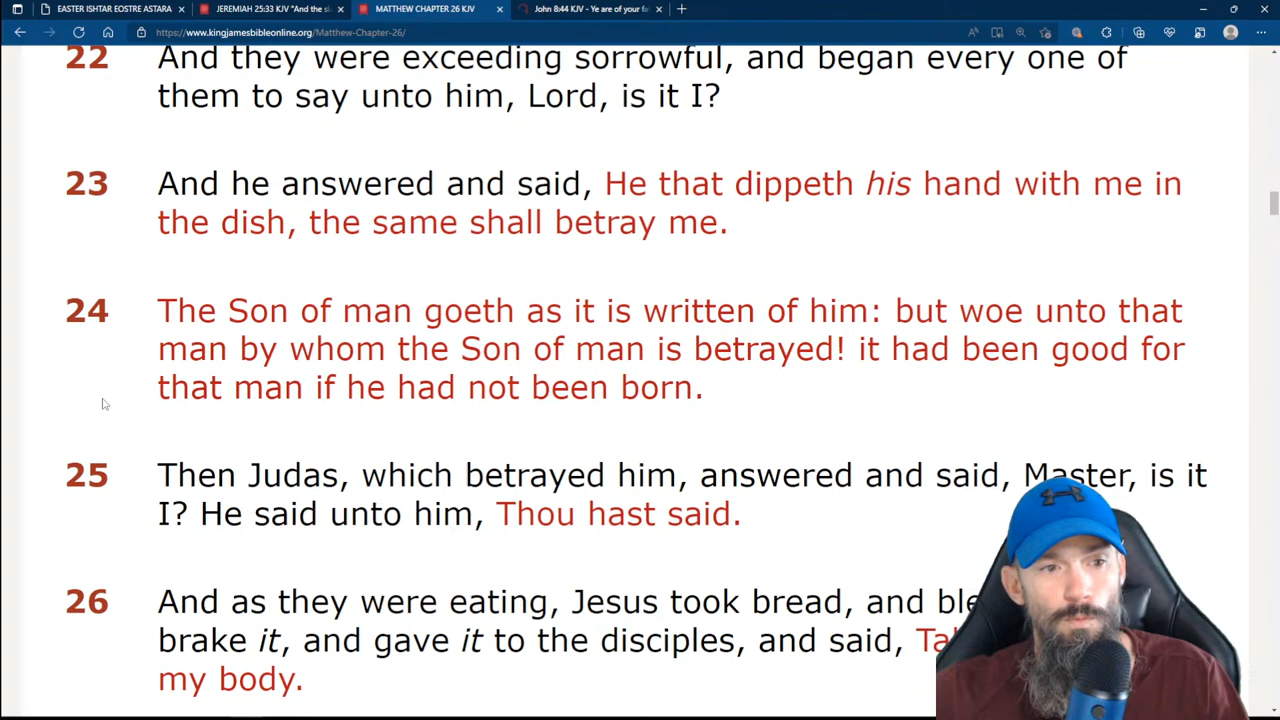 EASTER ISHTAR EOSTRE ASTARA
JEREMIAH 25:33 KJV "And the sl
MATTHEW CHAPTER 26 KJV
John 8:44 KJV - Ye are of your fa
https://www.kingjamesbibleonline.org/Matthew-Chapter-26/
22 And they were exceeding sorrowful, and began every one of
them to say unto him, Lord, is it I?
23 And he answered and said, He that dippeth his hand with me in
the dish, the same shall betray me.
24 The Son of man goeth as it is written of him: but woe unto that
man by whom the Son of man is betrayed! it had been good for
that man if he had not been born.
25 Then Judas, which betrayed him, answered and said, Master, is it
I? He said unto him, Thou hast said.
26 And as they were eating, Jesus took bread, and ble
brake it, and gave it to the disciples, and said, Ta
my body.